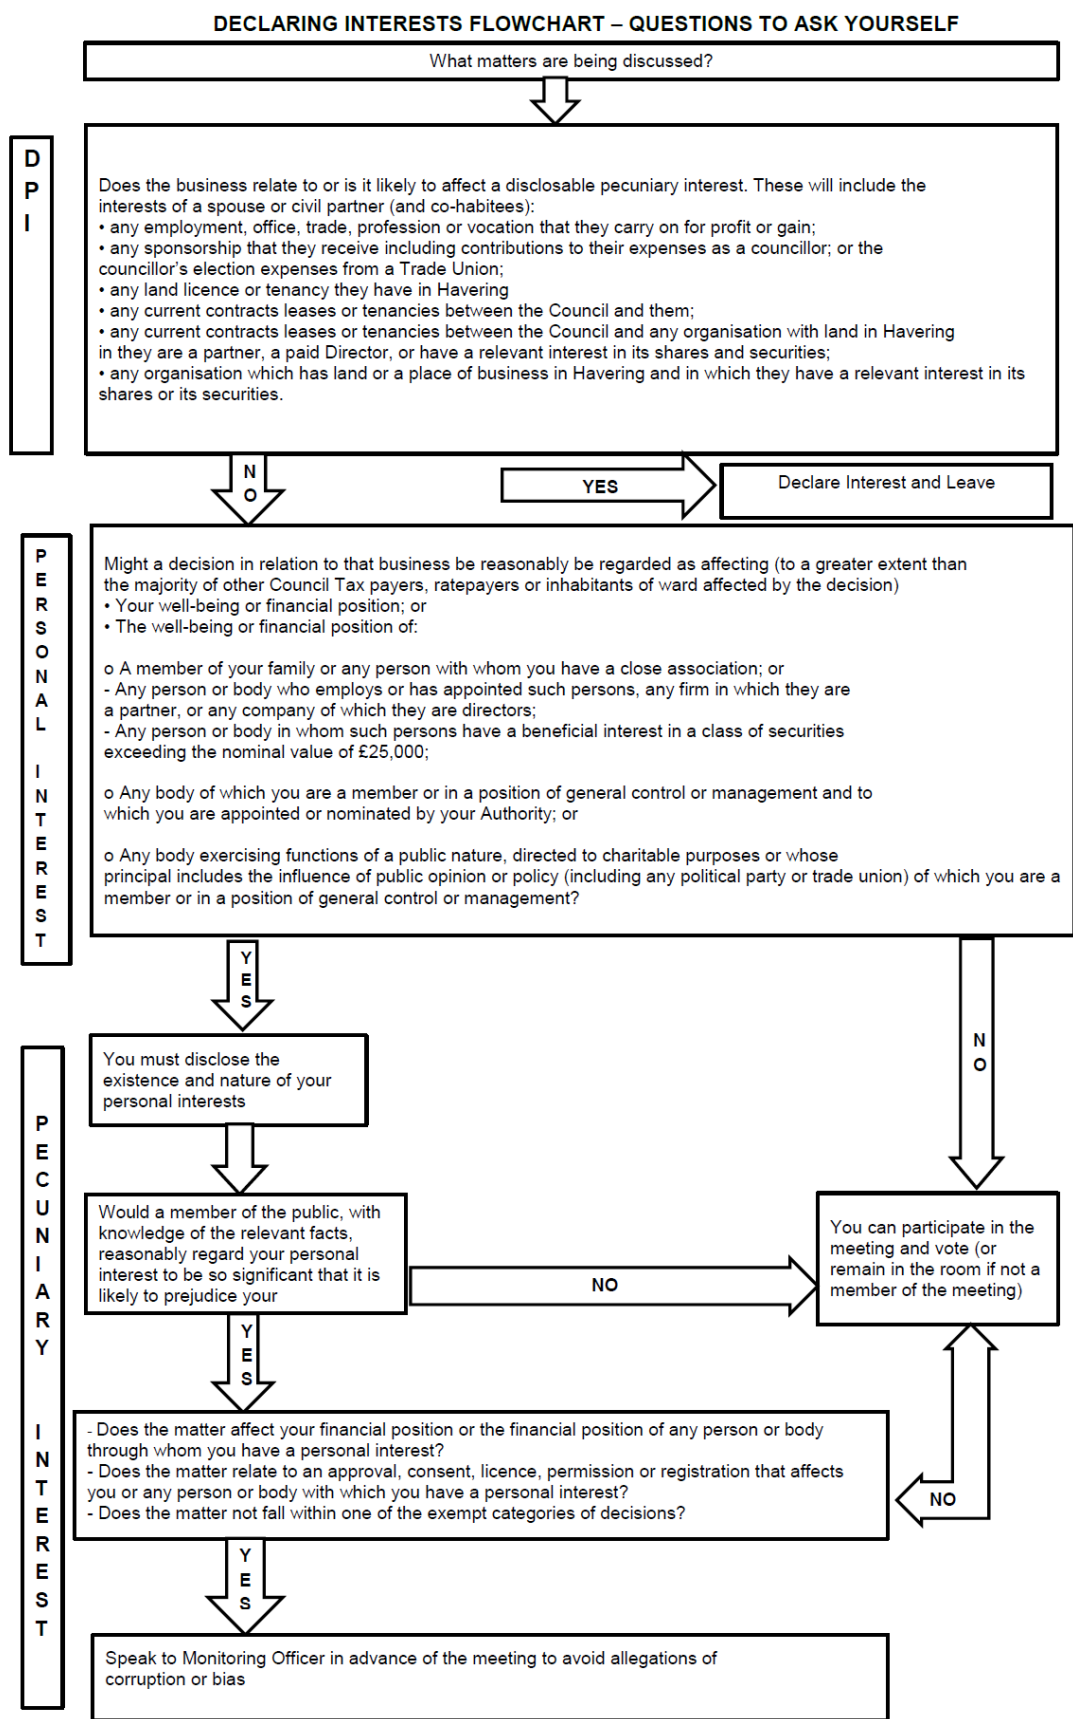 DECLARING INTERESTS FLOWCHART – QUESTIONS TO ASK YOURSELF
What matters are being discussed?
D
P
I
Does the business relate to or is it likely to affect a disclosable pecuniary interest. These will include the
interests of a spouse or civil partner (and co-habitees):
• any employment, office, trade, profession or vocation that they carry on for profit or gain;
• any sponsorship that they receive including contributions to their expenses as a councillor; or the
councillor’s election expenses from a Trade Union;
• any land licence or tenancy they have in Havering
• any current contracts leases or tenancies between the Council and them;
• any current contracts leases or tenancies between the Council and any organisation with land in Havering
in they are a partner, a paid Director, or have a relevant interest in its shares and securities;
• any organisation which has land or a place of business in Havering and in which they have a relevant interest in its
shares or its securities.
N
O
YES
Declare Interest and Leave
P
E
R
S
O
N
A
L
I
N
T
E
R
E
S
T
Might a decision in relation to that business be reasonably be regarded as affecting (to a greater extent than
the majority of other Council Tax payers, ratepayers or inhabitants of ward affected by the decision)
• Your well-being or financial position; or
• The well-being or financial position of:
o A member of your family or any person with whom you have a close association; or
- Any person or body who employs or has appointed such persons, any firm in which they are
a partner, or any company of which they are directors;
- Any person or body in whom such persons have a beneficial interest in a class of securities
exceeding the nominal value of £25,000;
o Any body of which you are a member or in a position of general control or management and to
which you are appointed or nominated by your Authority; or
o Any body exercising functions of a public nature, directed to charitable purposes or whose
principal includes the influence of public opinion or policy (including any political party or trade union) of which you are a
member or in a position of general control or management?
Y
E
S
N
O
You must disclose the
existence and nature of your
personal interests
P
E
C
U
N
I
A
R
Y
I
N
T
E
R
E
S
T
Would a member of the public, with
knowledge of the relevant facts,
reasonably regard your personal
interest to be so significant that it is
likely to prejudice your
NO
You can participate in the
meeting and vote (or
remain in the room if not a
member of the meeting)
Y
E
S
- Does the matter affect your financial position or the financial position of any person or body
through whom you have a personal interest?
- Does the matter relate to an approval, consent, licence, permission or registration that affects
you or any person or body with which you have a personal interest?
- Does the matter not fall within one of the exempt categories of decisions?
NO
Y
E
S
Speak to Monitoring Officer in advance of the meeting to avoid allegations of
corruption or bias